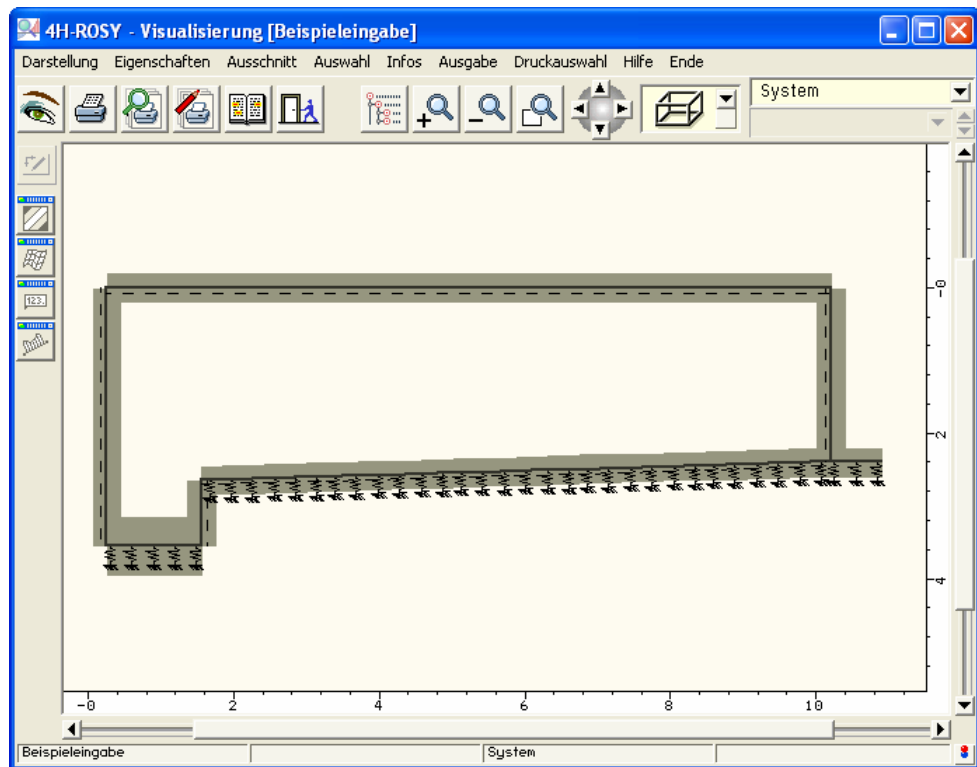 4H-ROSY - Visualisierung [Beispieleingabe]
Darstellung Eigenschaften Ausschnitt Auswahl Infos Ausgabe Druckauswahl Hilfe Ende
System
123.
-0
2
4
-0 2 4 6 8 10
Beispieleingabe System